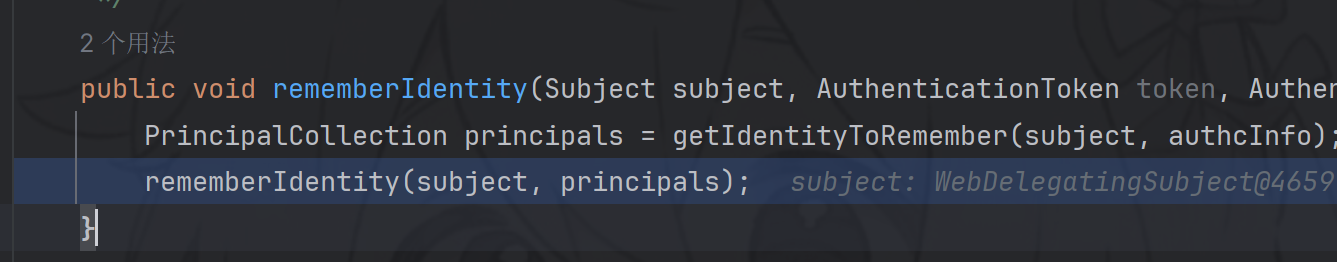 */
2 个用法
public void rememberIdentity(Subject subject, AuthenticationToken token, Authen
PrincipalCollection principals = getIdentityToRemember(subject, authcInfo);
rememberIdentity(subject, principals); subject: WebDelegatingSubject@4659
}